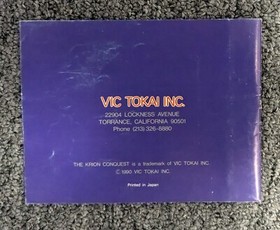 VIC TOKAI INC.
22904 LOCKNESS AVENUE
TORRANCE, CALIFORNIA 90501
Phone (213) 326-8880
THE KRION CONQUEST is a trademark of VIC TOKAI INC.
© 1990 VIC TOKAI INC.
Printed in Japan